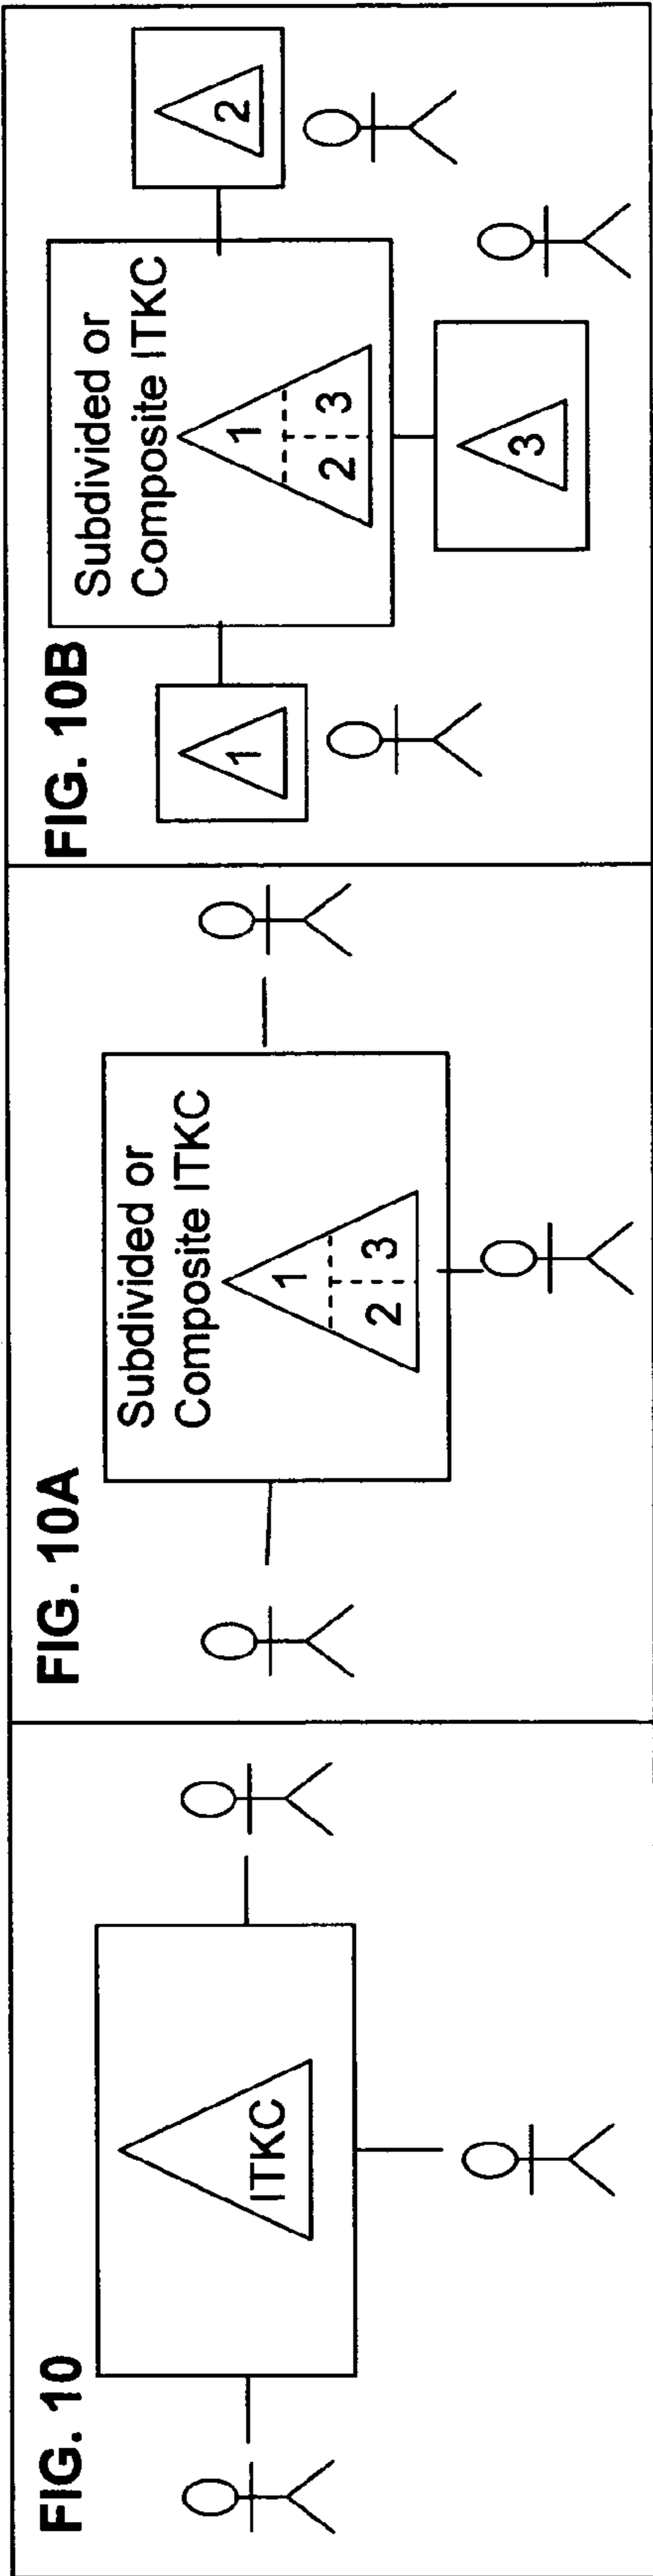 FIG. 10
ITKC
FIG. 10A
Subdivided or
Composite ITKC
1
2 3
FIG. 10B
Subdivided or
Composite ITKC
1
2 3
1
2
3